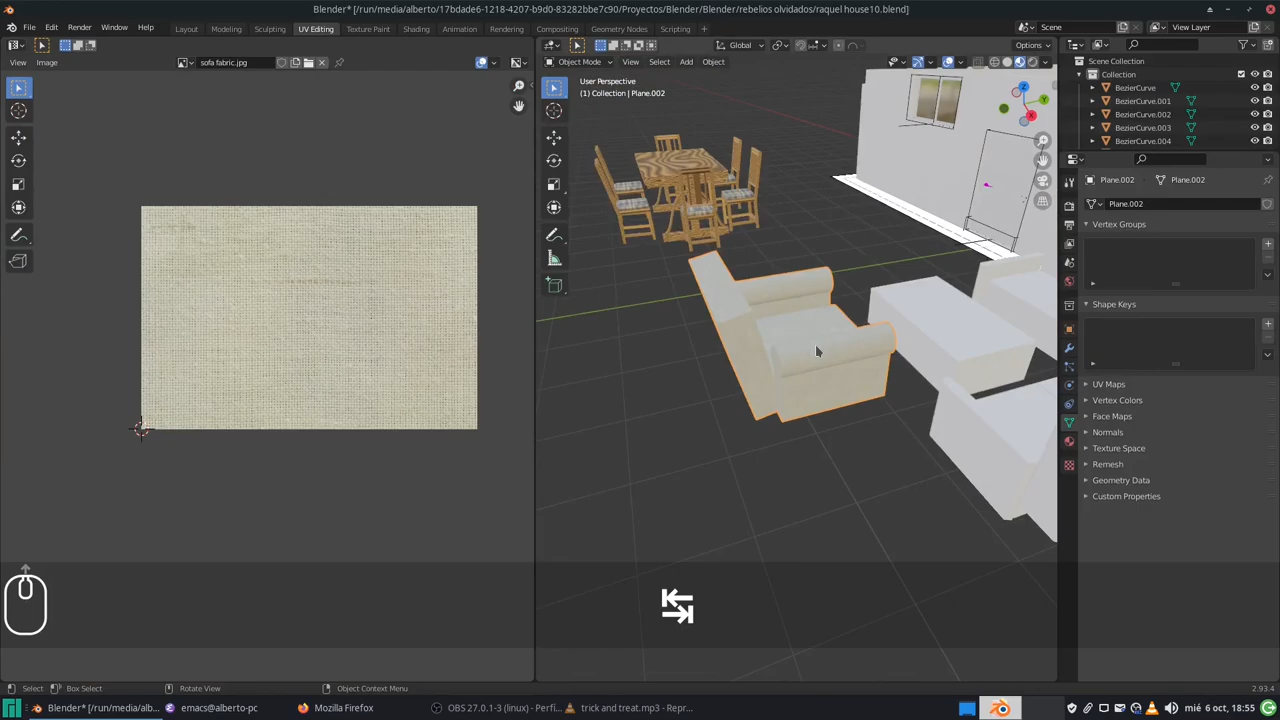 Blender* [/run/media/alberto/17bdade6-1218-4207-b9d0-83282bbe7c90/Proyectos/Blender/Blender/rebelios olvidados/raquel house10.blend]
File Edit Render Window Help Layout Modeling Sculpting UV Editing Texture Paint Shading Animation Rendering Compositing Geometry Nodes Scripting + Scene View Layer
Global Options
View Image sofa fabric.jpg Object Mode View Select Add Object
Scene Collection
User Perspective
(1) Collection | Plane.002
Collection
BezierCurve
BezierCurve.001
BezierCurve.002
BezierCurve.003
BezierCurve.004
Plane.002 Plane.002
Plane.002
Vertex Groups
Shape Keys
UV Maps
Vertex Colors
Face Maps
Normals
Texture Space
Remesh
Geometry Data
Custom Properties
Select Box Select Rotate View Object Context Menu 2.93.4
Blender* [/run/media/alb... emacs@alberto-pc Mozilla Firefox OBS 27.0.1-3 (linux) - Perfi... trick and treat.mp3 - Repr... mié 6 oct, 18:55